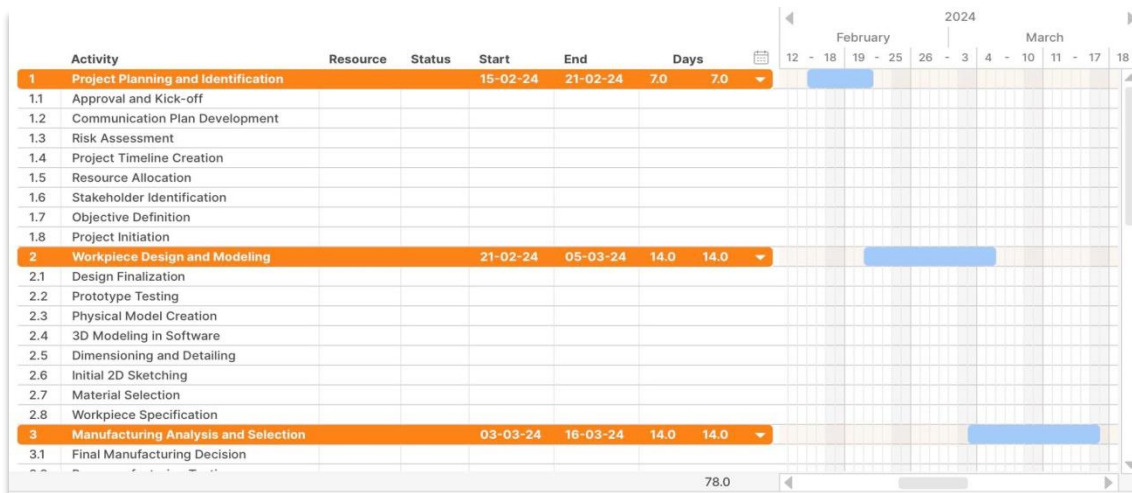 2024
February March
Activity Resource Status Start End Days 12 - 18 19 - 25 26 - 3 4 - 10 11 - 17 18
1 Project Planning and Identification 15-02-24 21-02-24 7.0 7.0
1.1 Approval and Kick-off
1.2 Communication Plan Development
1.3 Risk Assessment
1.4 Project Timeline Creation
1.5 Resource Allocation
1.6 Stakeholder Identification
1.7 Objective Definition
1.8 Project Initiation
2 Workpiece Design and Modeling 21-02-24 05-03-24 14.0 14.0
2.1 Design Finalization
2.2 Prototype Testing
2.3 Physical Model Creation
2.4 3D Modeling in Software
2.5 Dimensioning and Detailing
2.6 Initial 2D Sketching
2.7 Material Selection
2.8 Workpiece Specification
3 Manufacturing Analysis and Selection 03-03-24 16-03-24 14.0 14.0
3.1 Final Manufacturing Decision
78.0